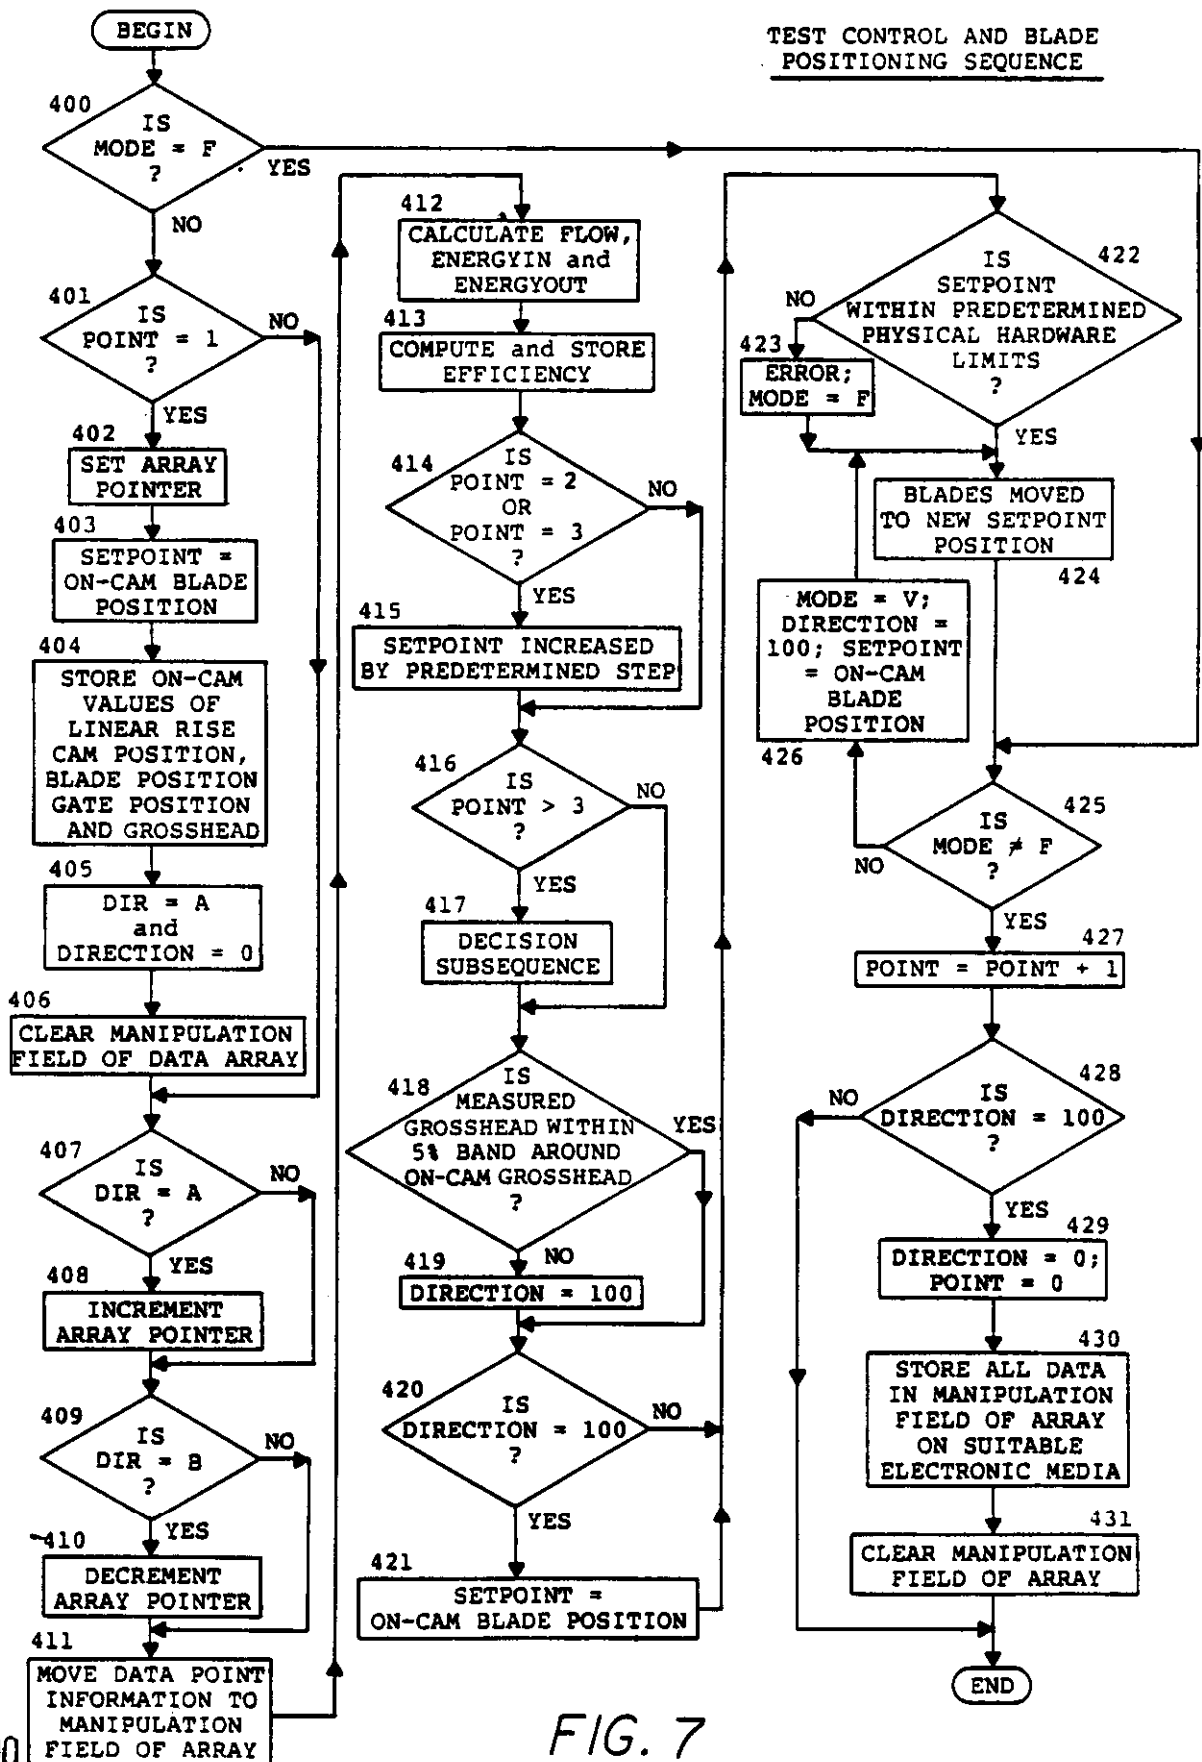 BEGIN
TEST CONTROL AND BLADE
POSITIONING SEQUENCE
400
IS
MODE = F
?
YES
NO
401
IS
POINT = 1
?
NO
YES
402
SET ARRAY
POINTER
403
SETPOINT =
ON-CAM BLADE
POSITION
404
STORE ON-CAM
VALUES OF
LINEAR RISE
CAM POSITION,
BLADE POSITION
GATE POSITION
AND GROSSHEAD
405
DIR = A
and
DIRECTION = 0
406
CLEAR MANIPULATION
FIELD OF DATA ARRAY
407
IS
DIR = A
?
NO
YES
408
INCREMENT
ARRAY POINTER
409
IS
DIR = B
?
NO
YES
410
DECREMENT
ARRAY POINTER
411
MOVE DATA POINT
INFORMATION TO
MANIPULATION
FIELD OF ARRAY
412
CALCULATE FLOW,
ENERGYIN and
ENERGYOUT
413
COMPUTE and STORE
EFFICIENCY
414
IS
POINT = 2
OR
POINT = 3
?
NO
YES
415
SETPOINT INCREASED
BY PREDETERMINED STEP
416
IS
POINT > 3
?
NO
YES
417
DECISION
SUBSEQUENCE
418
IS
MEASURED
GROSSHEAD WITHIN
5% BAND AROUND
ON-CAM GROSSHEAD
?
YES
NO
419
DIRECTION = 100
420
IS
DIRECTION = 100
?
NO
YES
421
SETPOINT =
ON-CAM BLADE POSITION
422
IS
SETPOINT
WITHIN PREDETERMINED
PHYSICAL HARDWARE
LIMITS
?
NO
YES
423
ERROR;
MODE = F
BLADES MOVED
TO NEW SETPOINT
POSITION
424
MODE = V;
DIRECTION =
100; SETPOINT
= ON-CAM
BLADE
POSITION
426
425
IS
MODE ≠ F
?
NO
YES
427
POINT = POINT + 1
428
IS
DIRECTION = 100
?
NO
YES
429
DIRECTION = 0;
POINT = 0
430
STORE ALL DATA
IN MANIPULATION
FIELD OF ARRAY
ON SUITABLE
ELECTRONIC MEDIA
431
CLEAR MANIPULATION
FIELD OF ARRAY
END
FIG. 7